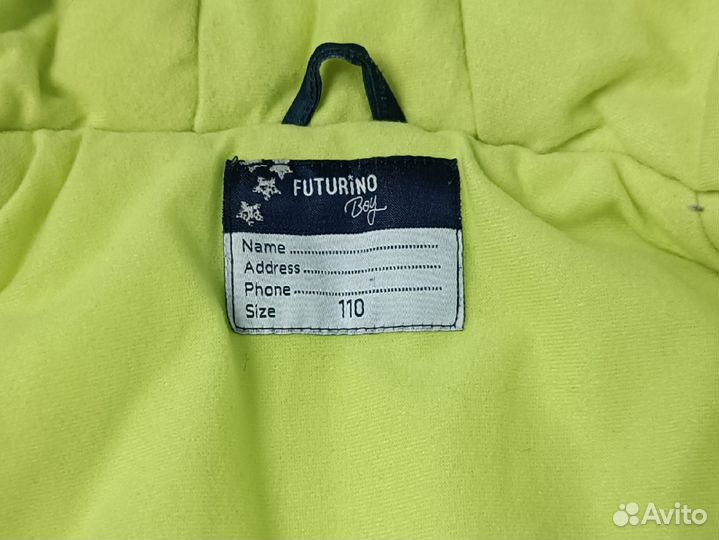 FUTURiNO
Boy
Name
Address
Phone
Size 110
Avito